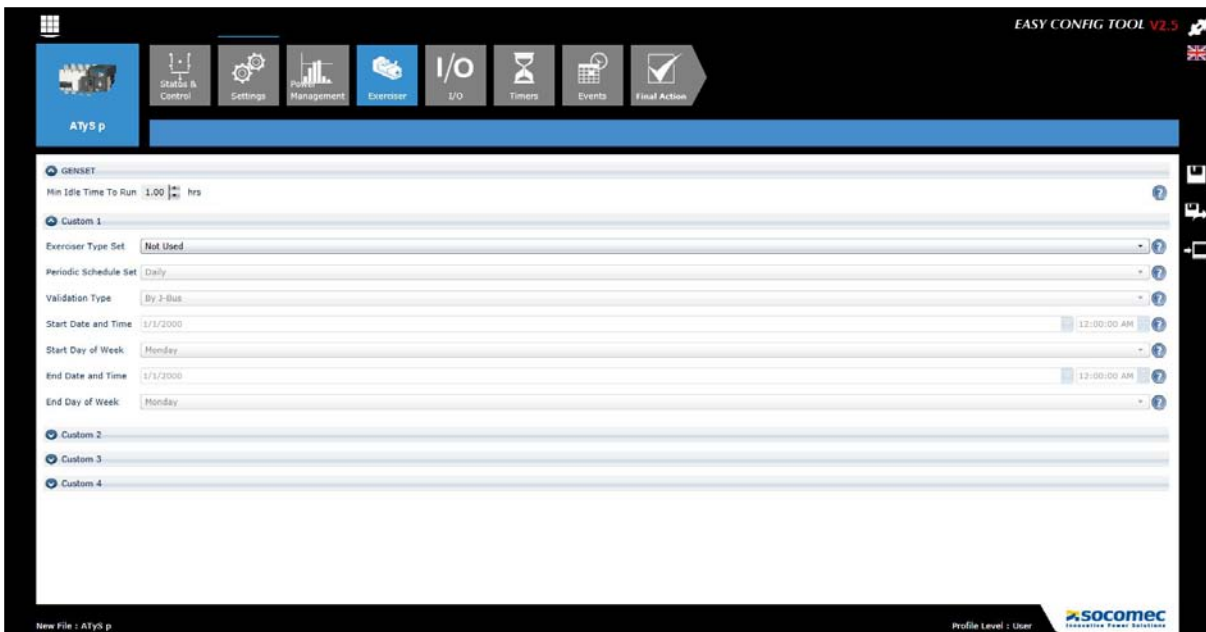 EASY CONFIG TOOL V2.5
ATyS p
Status & Control
Settings
Power Management
Exerciser
I/O
I/O
Timers
Events
Final Action
GENSET
Min Idle Time To Run 1.00 hrs
Custom 1
Exerciser Type Set Not Used
Periodic Schedule Set Daily
Validation Type By J-Bus
Start Date and Time 1/1/2000 12:00:00 AM
Start Day of Week Monday
End Date and Time 1/1/2000 12:00:00 AM
End Day of Week Monday
Custom 2
Custom 3
Custom 4
New File : ATyS p
Profile Level : User
socomec
Innovative Power Solutions